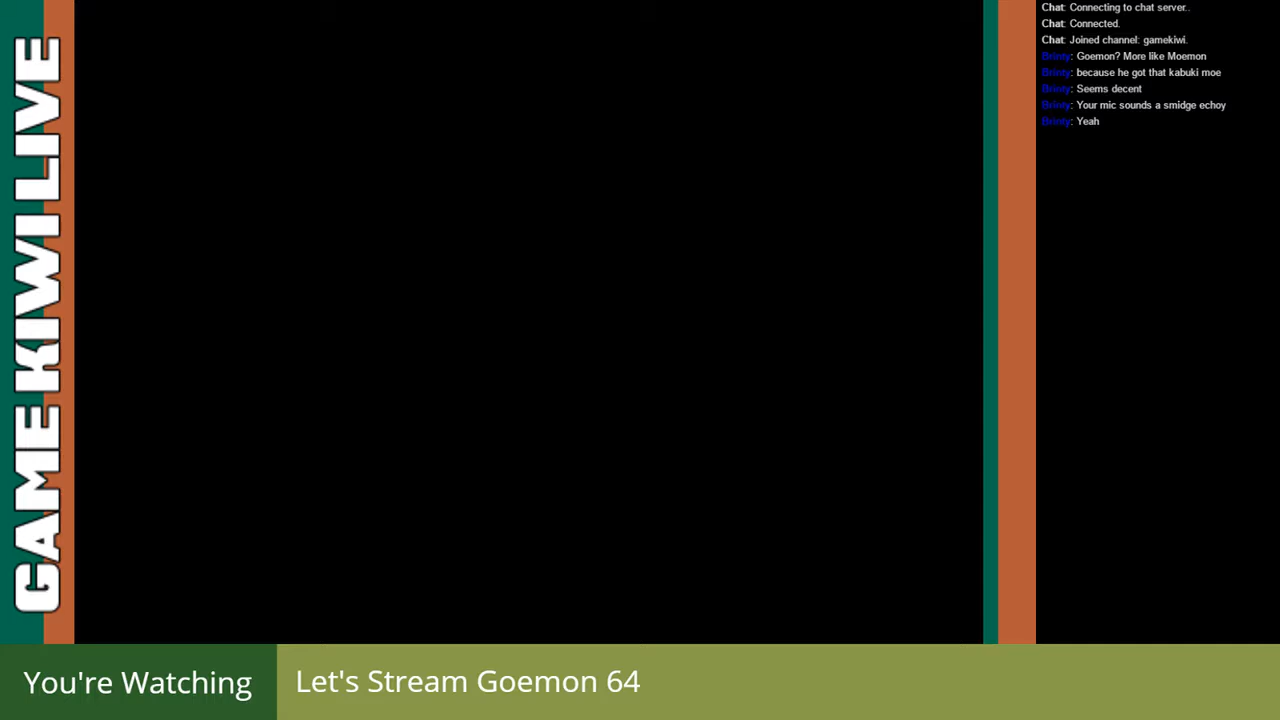 GAME KIWI LIVE
Chat: Connecting to chat server..
Chat: Connected.
Chat: Joined channel: gamekiwi.
Brinty: Goemon? More like Moemon
Brinty: because he got that kabuki moe
Brinty: Seems decent
Brinty: Your mic sounds a smidge echoy
Brinty: Yeah
You're Watching
Let's Stream Goemon 64